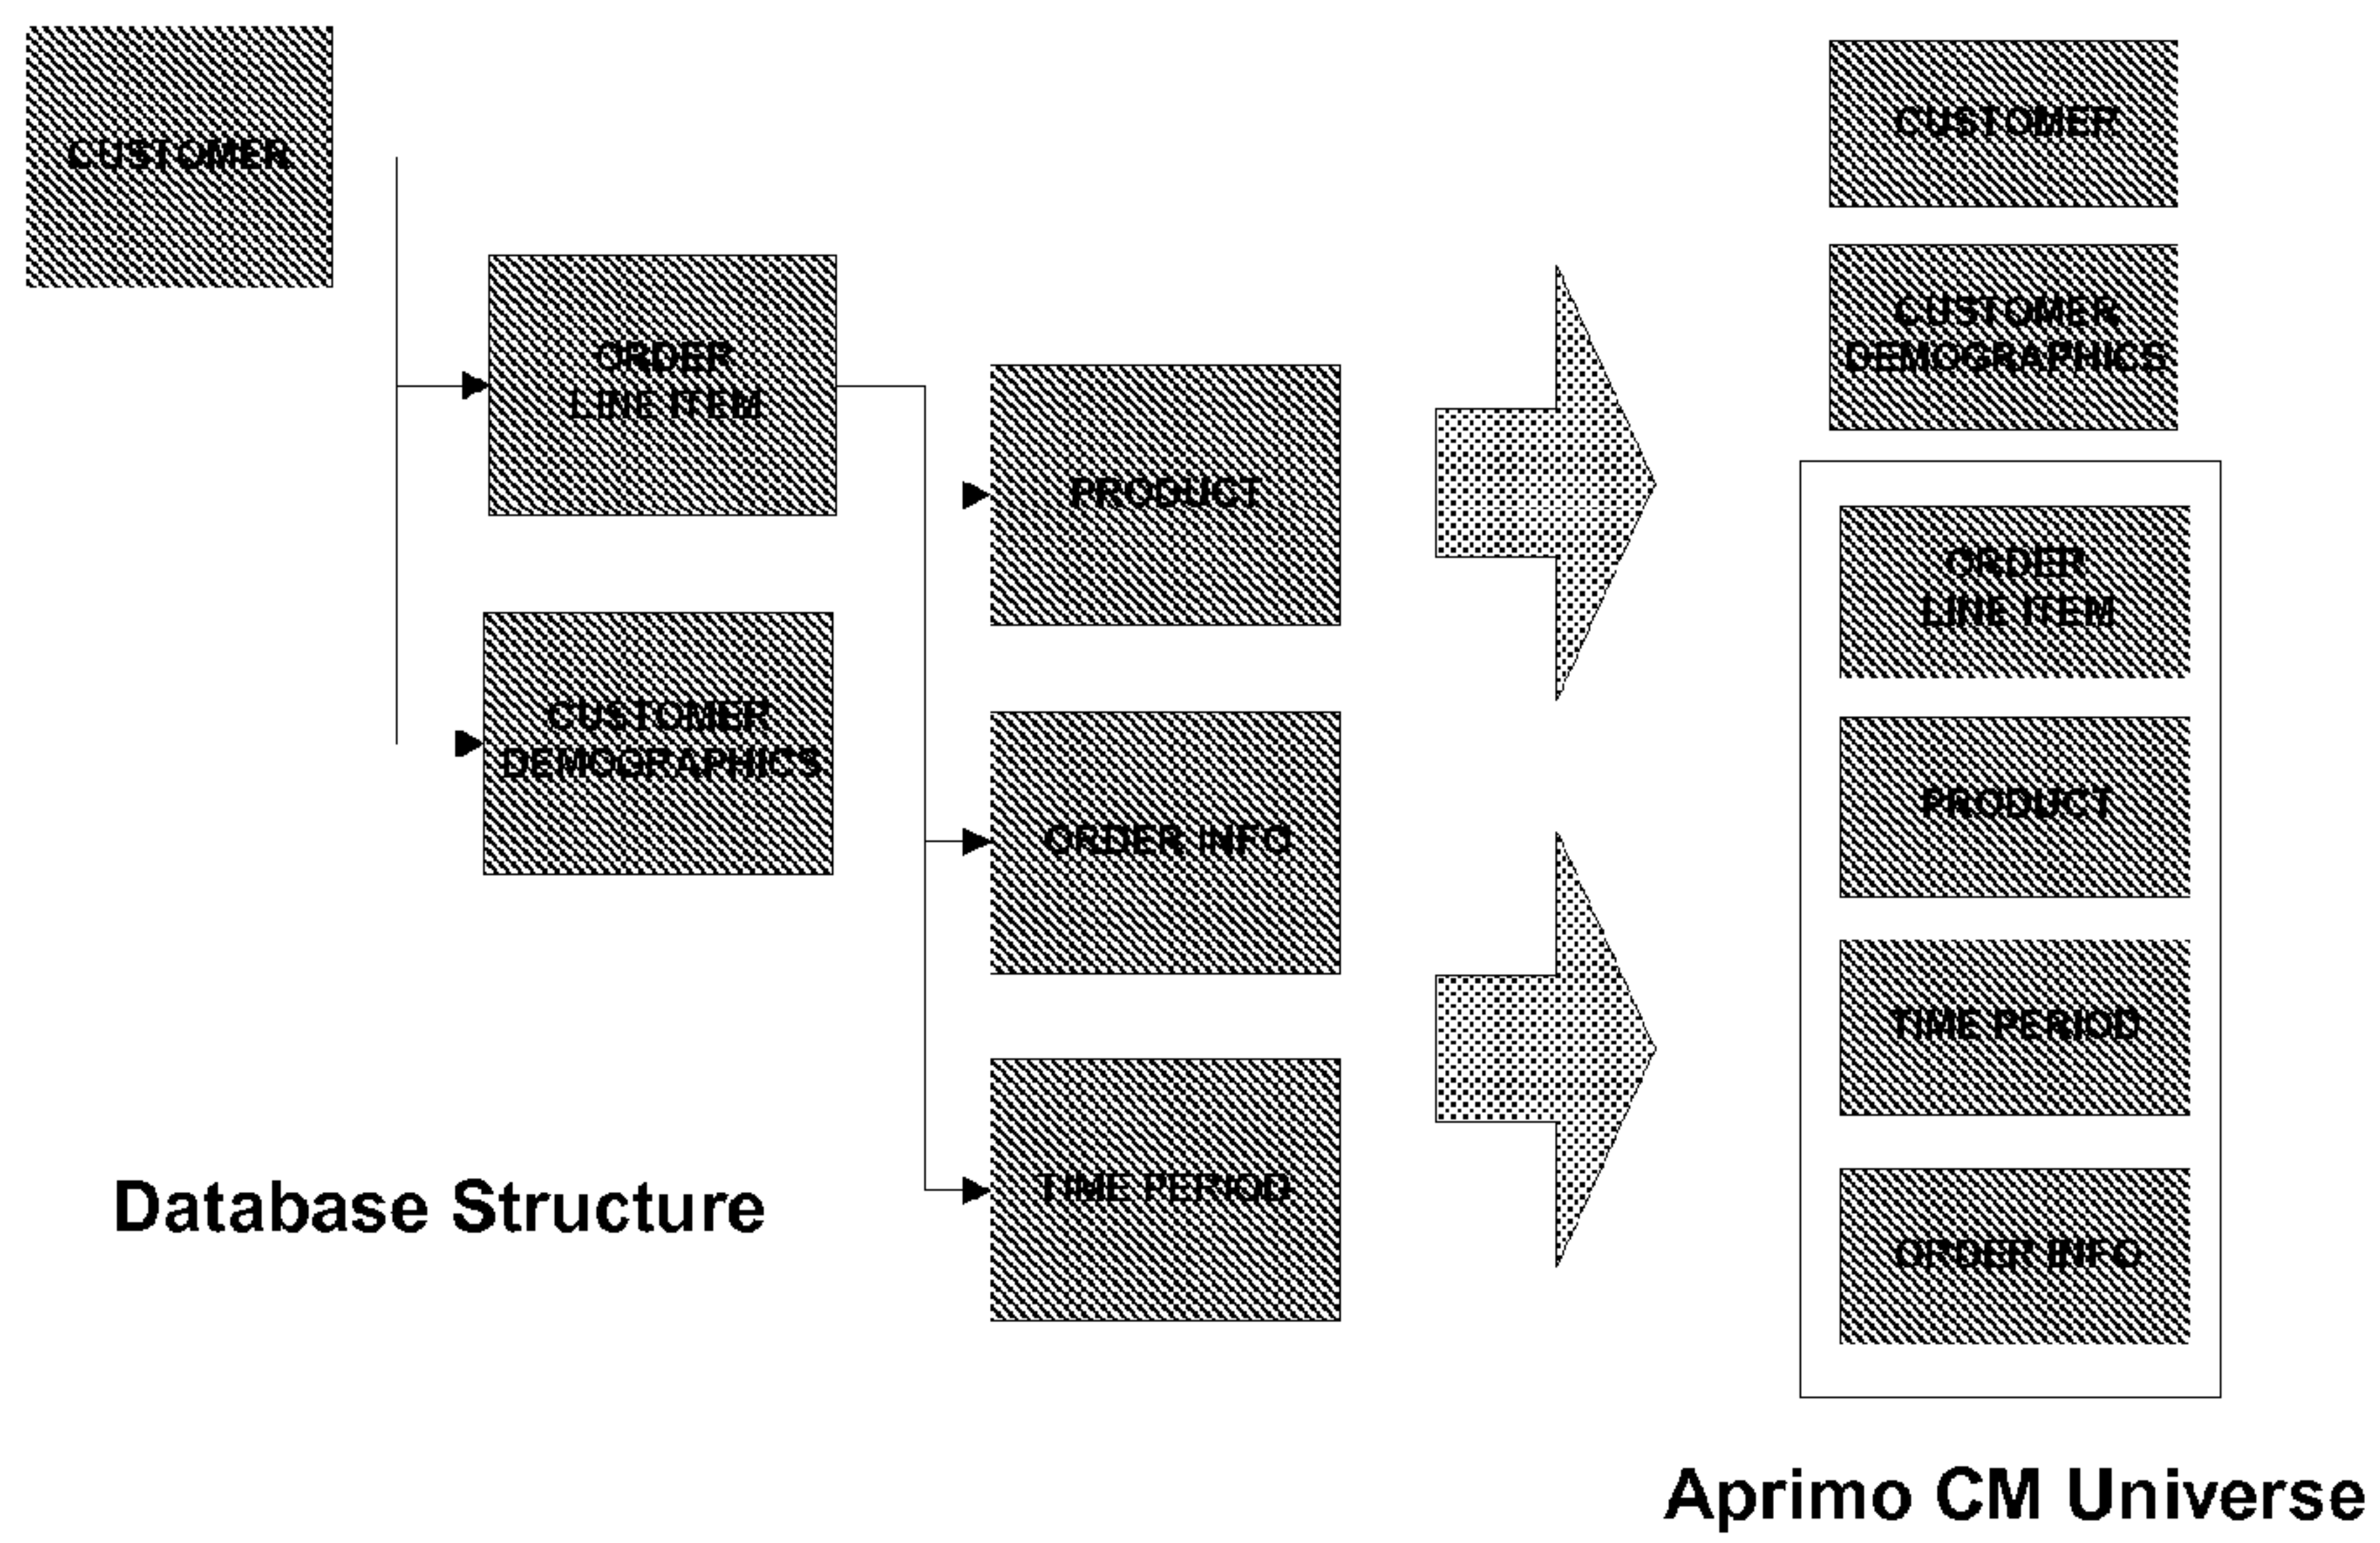 CUSTOMER
ORDER
LINE ITEM
CUSTOMER
DEMOGRAPHICS
PRODUCT
ORDER INFO
TIME PERIOD
Database Structure
CUSTOMER
CUSTOMER
DEMOGRAPHICS
ORDER
LINE ITEM
PRODUCT
TIME PERIOD
ORDER INFO
Aprimo CM Universe